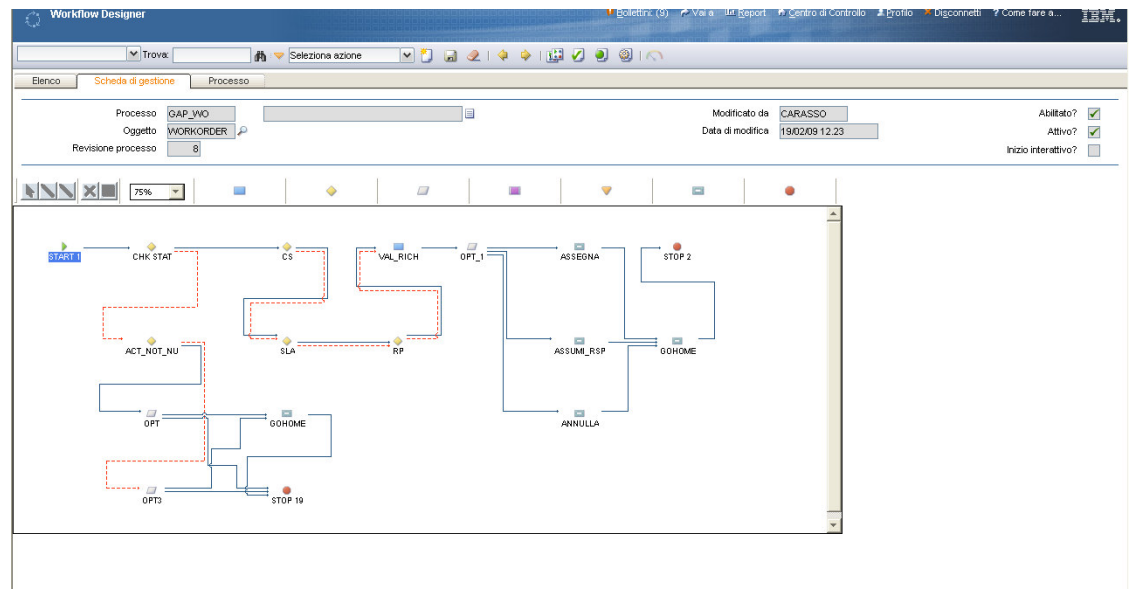 Workflow Designer
Bollettini: (9) Vai a Report Centro di Controllo Profilo Disconnetti ? Come fare a... IBM.
Trova: Seleziona azione
Elenco Scheda di gestione Processo
Processo GAP_WO Modificato da CARASSO Abilitato?
Oggetto WORKORDER Data di modifica 19/02/09 12.23 Attivo?
Revisione processo 8 Inizio interattivo?
75%
START 1 CHK STAT CS VAL_RICH OPT_1 ASSEGNA STOP 2
ACT_NOT_NU SLA RP ASSUMI_RSP GOHOME
OPT GOHOME ANNULLA
OPT3 STOP 19